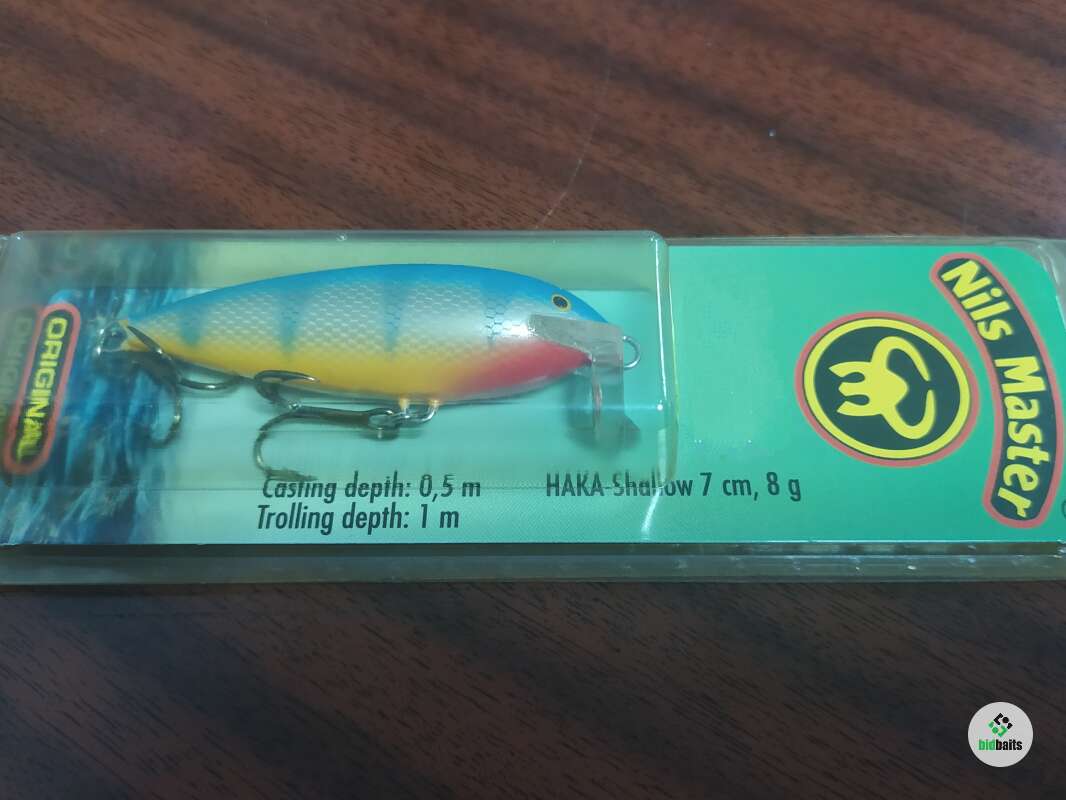 Nils Master
ORIGINAL
Casting depth: 0,5 m
Trolling depth: 1 m
HAKA-Shallow 7 cm, 8 g
bidbaits